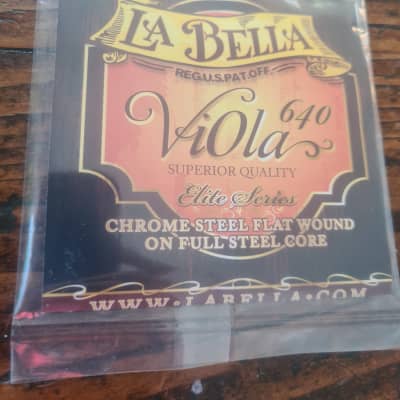 LA BELLA
REG.U.S.PAT.OFF.
ViOla 640
SUPERIOR QUALITY
Elite Series
CHROME STEEL FLAT WOUND
ON FULL STEEL CORE
WWW•LABELLA•COM